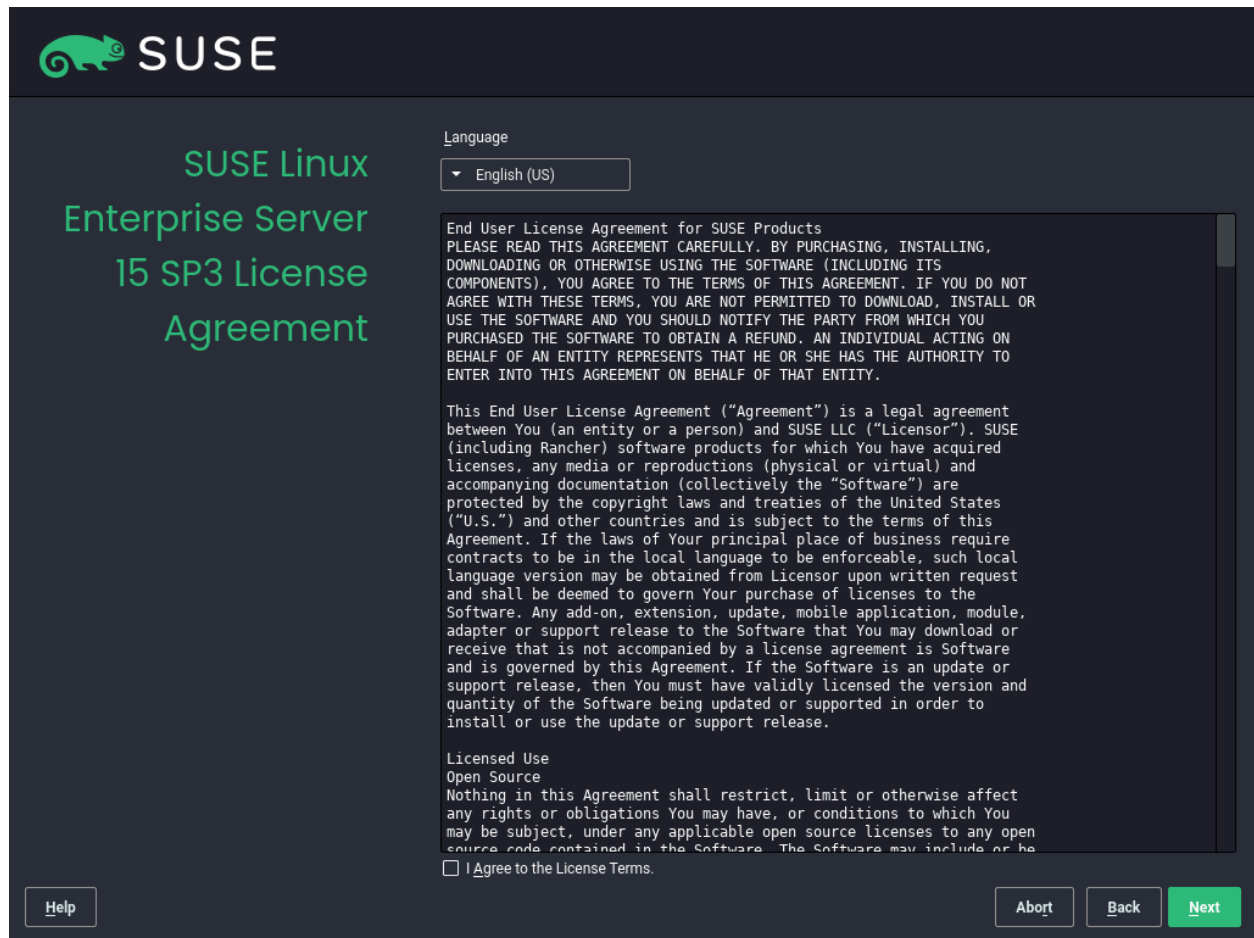 SUSE
SUSE Linux
Enterprise Server
15 SP3 License
Agreement
Language
English (US)
End User License Agreement for SUSE Products
PLEASE READ THIS AGREEMENT CAREFULLY. BY PURCHASING, INSTALLING,
DOWNLOADING OR OTHERWISE USING THE SOFTWARE (INCLUDING ITS
COMPONENTS), YOU AGREE TO THE TERMS OF THIS AGREEMENT. IF YOU DO NOT
AGREE WITH THESE TERMS, YOU ARE NOT PERMITTED TO DOWNLOAD, INSTALL OR
USE THE SOFTWARE AND YOU SHOULD NOTIFY THE PARTY FROM WHICH YOU
PURCHASED THE SOFTWARE TO OBTAIN A REFUND. AN INDIVIDUAL ACTING ON
BEHALF OF AN ENTITY REPRESENTS THAT HE OR SHE HAS THE AUTHORITY TO
ENTER INTO THIS AGREEMENT ON BEHALF OF THAT ENTITY.
This End User License Agreement (“Agreement”) is a legal agreement
between You (an entity or a person) and SUSE LLC (“Licensor”). SUSE
(including Rancher) software products for which You have acquired
licenses, any media or reproductions (physical or virtual) and
accompanying documentation (collectively the “Software”) are
protected by the copyright laws and treaties of the United States
(“U.S.”) and other countries and is subject to the terms of this
Agreement. If the laws of Your principal place of business require
contracts to be in the local language to be enforceable, such local
language version may be obtained from Licensor upon written request
and shall be deemed to govern Your purchase of licenses to the
Software. Any add-on, extension, update, mobile application, module,
adapter or support release to the Software that You may download or
receive that is not accompanied by a license agreement is Software
and is governed by this Agreement. If the Software is an update or
support release, then You must have validly licensed the version and
quantity of the Software being updated or supported in order to
install or use the update or support release.
Licensed Use
Open Source
Nothing in this Agreement shall restrict, limit or otherwise affect
any rights or obligations You may have, or conditions to which You
may be subject, under any applicable open source licenses to any open
source code contained in the Software. The Software may include or be
I Agree to the License Terms.
Help
Abort
Back
Next